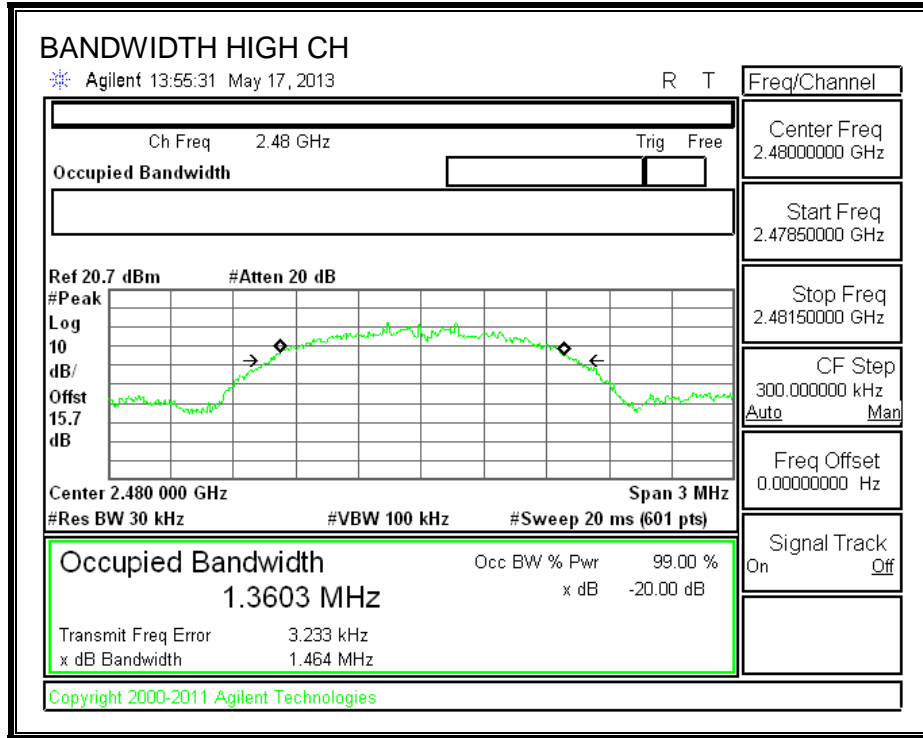 BANDWIDTH HIGH CH
Agilent 13:55:31 May 17, 2013 R T
Freq/Channel
Ch Freq 2.48 GHz Trig Free
Occupied Bandwidth
Center Freq
2.48000000 GHz
Start Freq
2.47850000 GHz
Stop Freq
2.48150000 GHz
CF Step
300.000000 kHz
Auto Man
Freq Offset
0.00000000 Hz
Signal Track
On Off
Ref 20.7 dBm #Atten 20 dB
#Peak
Log
10
dB/
Offst
15.7
dB
Center 2.480 000 GHz Span 3 MHz
#Res BW 30 kHz #VBW 100 kHz #Sweep 20 ms (601 pts)
Occupied Bandwidth Occ BW % Pwr 99.00 %
1.3603 MHz x dB -20.00 dB
Transmit Freq Error 3.233 kHz
x dB Bandwidth 1.464 MHz
Copyright 2000-2011 Agilent Technologies